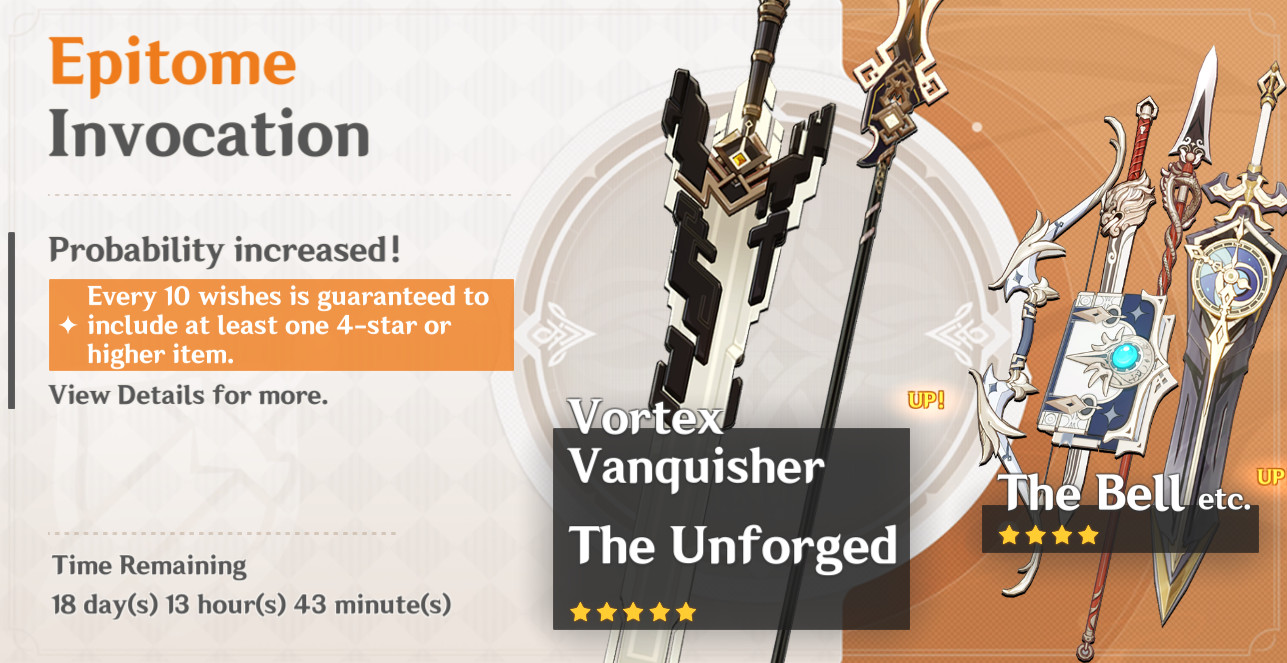 Epitome
Invocation
Probability increased!
Every 10 wishes is guaranteed to
include at least one 4-star or
higher item.
View Details for more.
Time Remaining
18 day(s) 13 hour(s) 43 minute(s)
Vortex
Vanquisher
The Unforged
UP!
The Bell etc.
UP